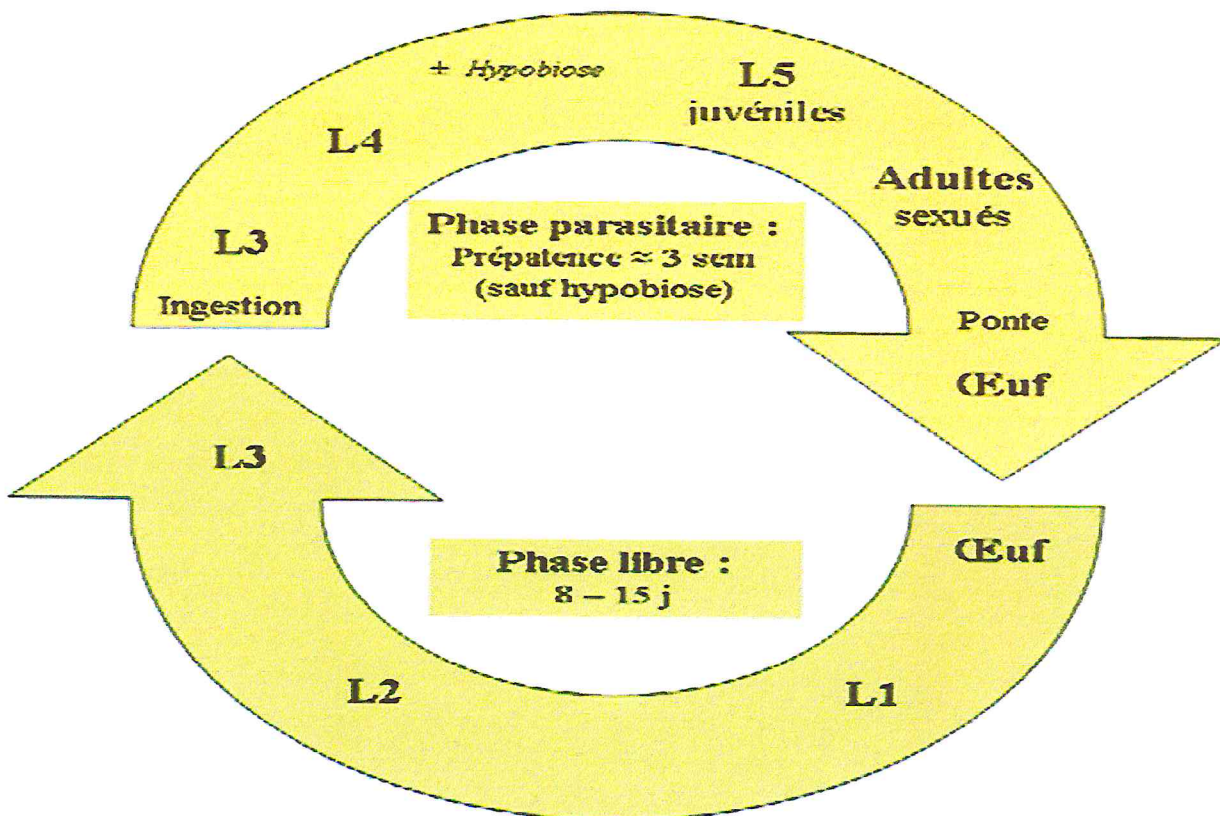 ± Hypobiose
L5
juvéniles
L4
Adultes
sexués
L3
Ingestion
Phase parasitaire :
Prépatence ≈ 3 sem
(sauf hypobiose)
Ponte
Œuf
L3
Phase libre :
8 – 15 j
Œuf
L2
L1